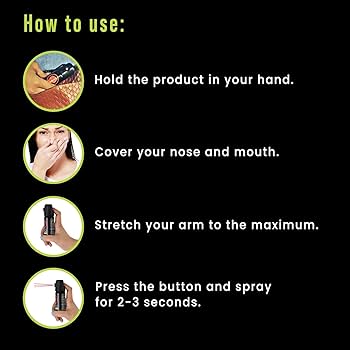 How to use:
Hold the product in your hand.
Cover your nose and mouth.
Stretch your arm to the maximum.
Press the button and spray
for 2-3 seconds.